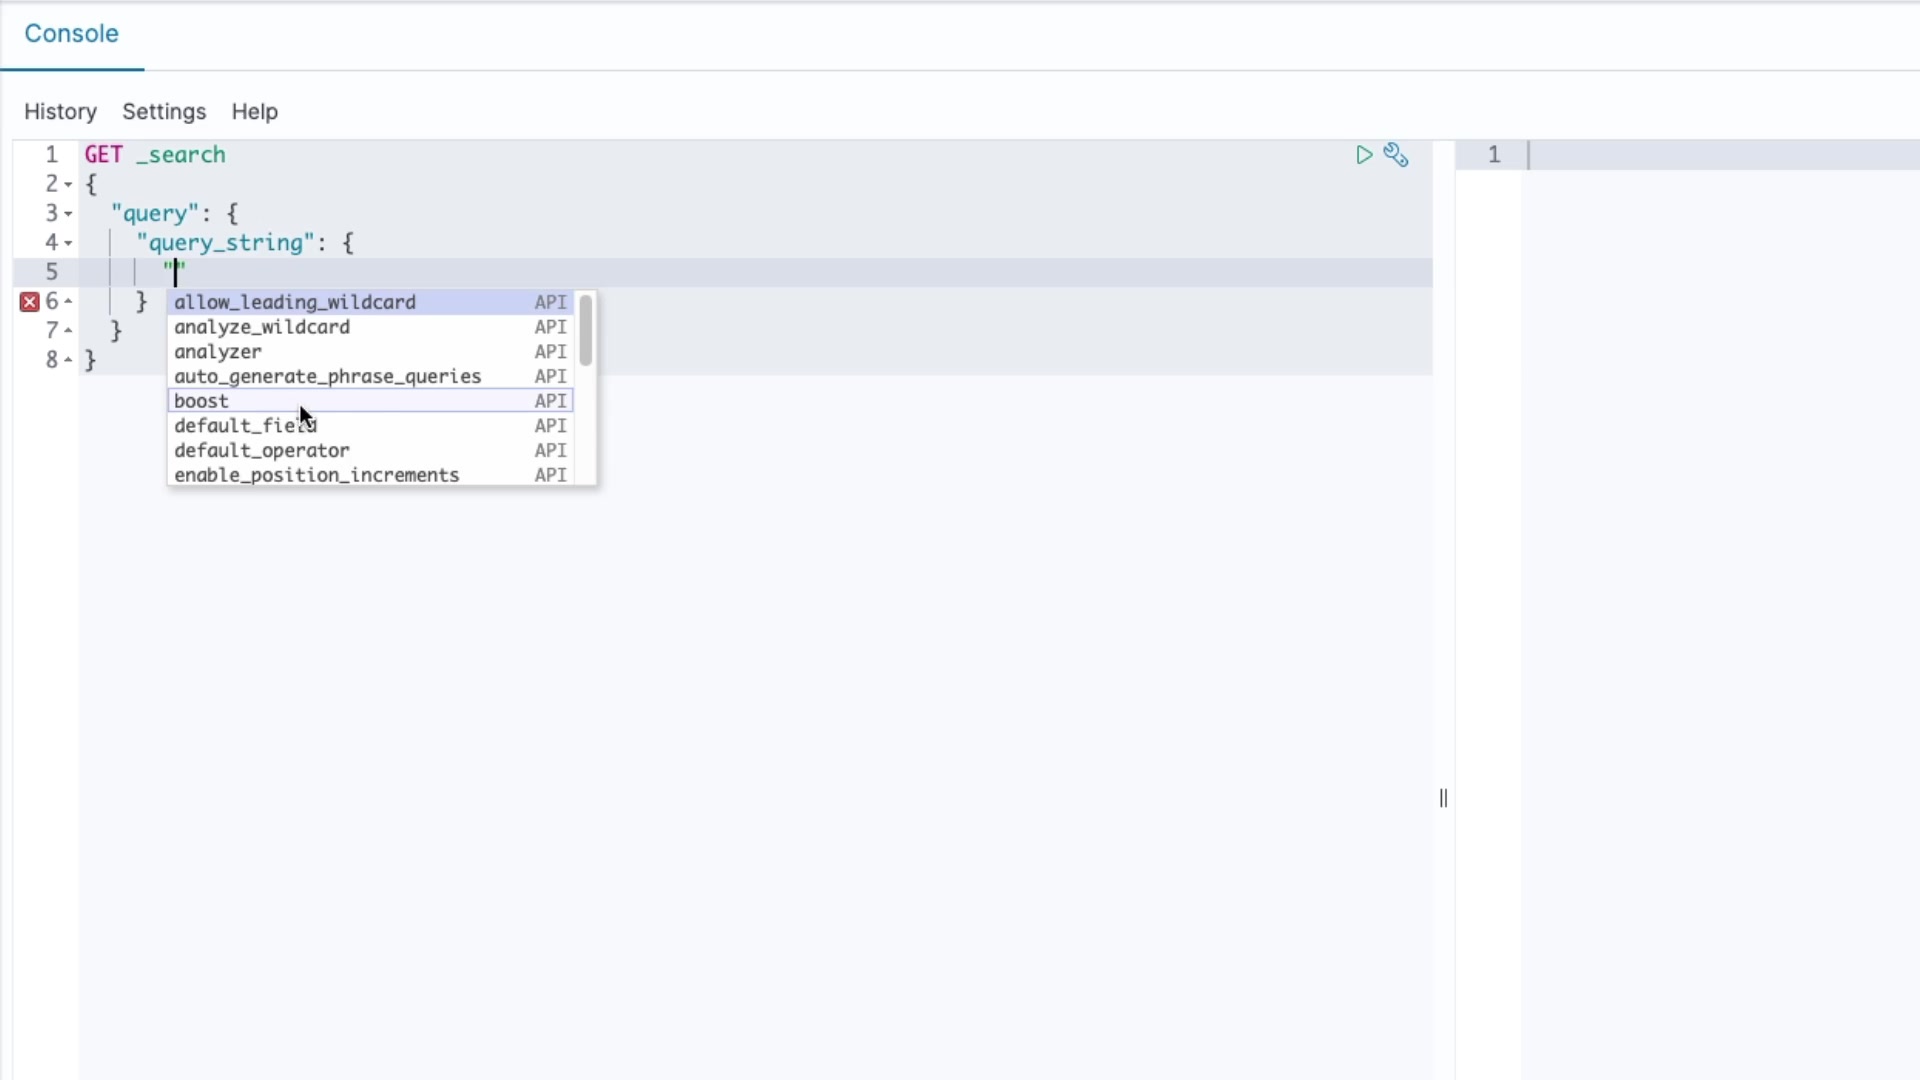 Console
History Settings Help
1 GET _search
2 {
3 "query": {
4 "query_string": {
5 ""
6 }
7 }
8 }
allow_leading_wildcard API
analyze_wildcard API
analyzer API
auto_generate_phrase_queries API
boost API
default_field API
default_operator API
enable_position_increments API
1